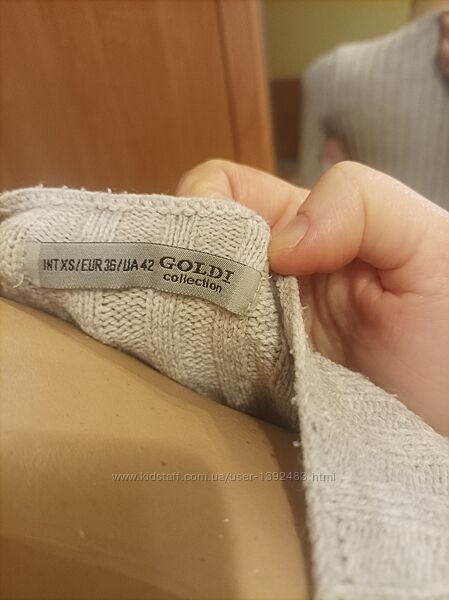 INT XS/EUR 36/UA 42 GOLDI
collection
www.kidstaff.com.ua/user-1392483.html